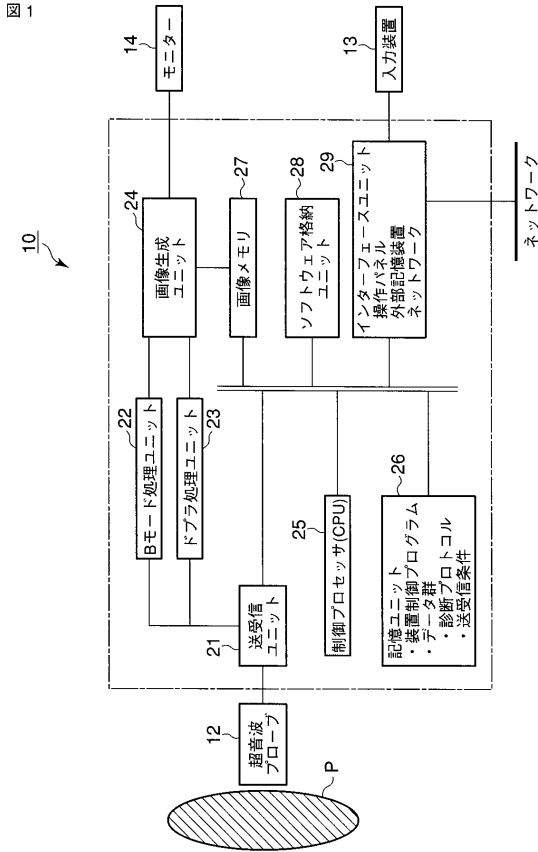 図1
10
14
モニター
13
入力装置
24
画像生成
ユニット
27
画像メモリ
28
ソフトウェア格納
ユニット
29
インターフェースユニット
操作パネル
外部記憶装置
ネットワーク
ネットワーク
22
Bモード処理ユニット
23
ドプラ処理ユニット
21
送受信
ユニット
25
制御プロセッサ(CPU)
26
記憶ユニット
・装置制御プログラム
・データ群
・診断プロトコル
・送受信条件
12
超音波
プローブ
P